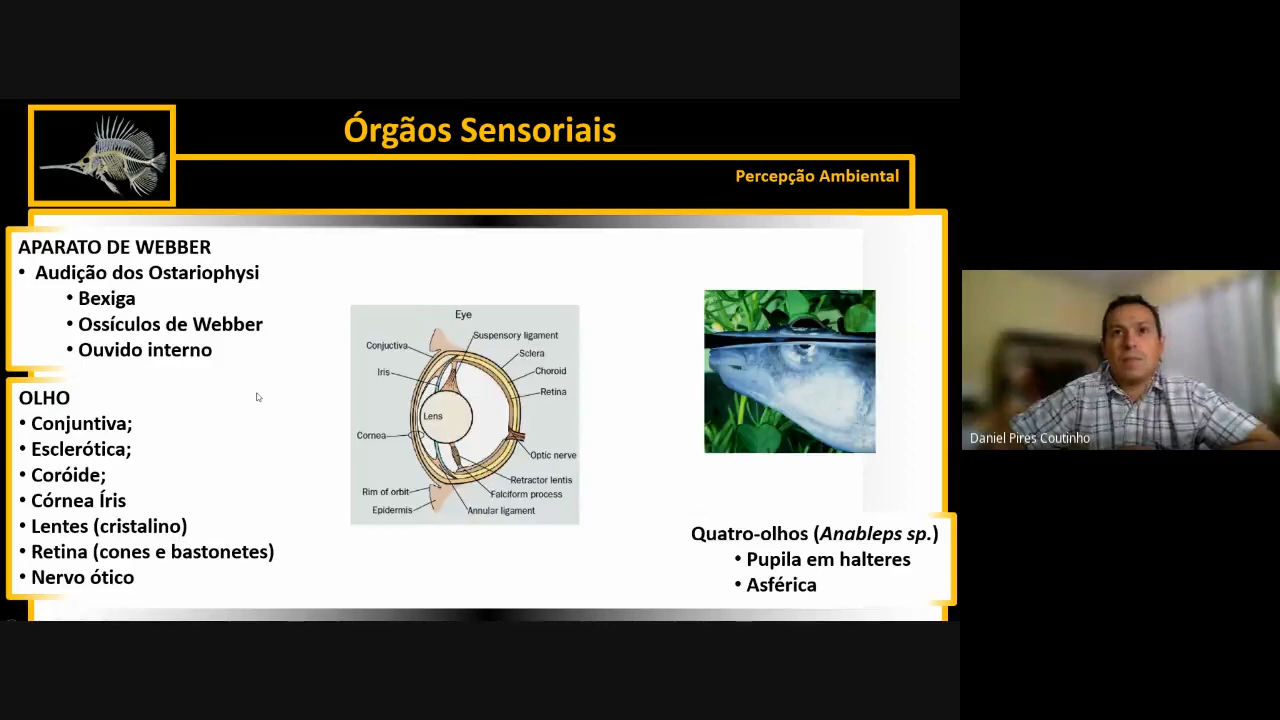 Órgãos Sensoriais
Percepção Ambiental
APARATO DE WEBBER
• Audição dos Ostariophysi
• Bexiga
• Ossículos de Webber
• Ouvido interno
OLHO
• Conjuntiva;
• Esclerótica;
• Coróide;
• Córnea Íris
• Lentes (cristalino)
• Retina (cones e bastonetes)
• Nervo ótico
Eye
Suspensory ligament
Conjuctiva
Sclera
Iris
Choroid
Retina
Lens
Cornea
Optic nerve
Retractor lentis
Rim of orbit
Falciform process
Epidermis
Annular ligament
Quatro-olhos (Anableps sp.)
• Pupila em halteres
• Asférica
Daniel Pires Coutinho